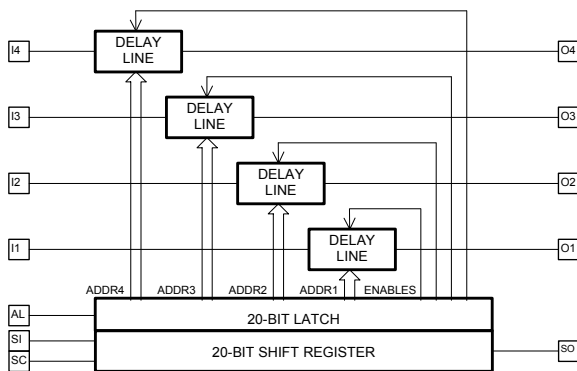 I4
DELAY
LINE
O4
I3
DELAY
LINE
O3
I2
DELAY
LINE
O2
I1
DELAY
LINE
O1
ADDR4 ADDR3 ADDR2 ADDR1 ENABLES
AL
20-BIT LATCH
SI
SC
20-BIT SHIFT REGISTER
SO